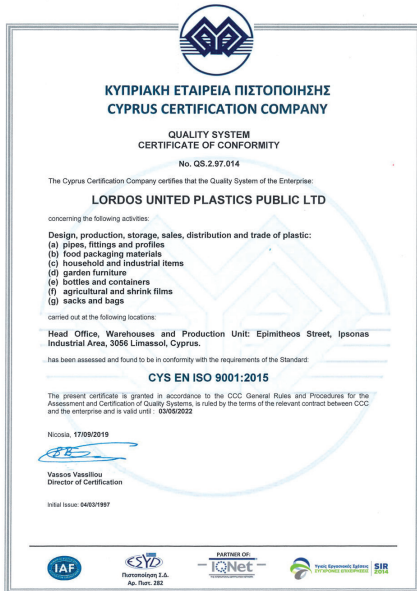 ΚΥΠΡΙΑΚΗ ΕΤΑΙΡΕΙΑ ΠΙΣΤΟΠΟΙΗΣΗΣ
CYPRUS CERTIFICATION COMPANY
QUALITY SYSTEM
CERTIFICATE OF CONFORMITY
No. QS.2.97.014
The Cyprus Certification Company certifies that the Quality System of the Enterprise:
LORDOS UNITED PLASTICS PUBLIC LTD
concerning the following activities:
Design, production, storage, sales, distribution and trade of plastic:
(a) pipes, fittings and profiles
(b) food packaging materials
(c) household and industrial items
(d) garden furniture
(e) bottles and containers
(f) agricultural and shrink films
(g) sacks and bags
carried out at the following locations:
Head Office, Warehouses and Production Unit: Epimitheos Street, Ipsonas
Industrial Area, 3056 Limassol, Cyprus.
has been assessed and found to be in conformity with the requirements of the Standard:
CYS EN ISO 9001:2015
The present certificate is granted in accordance to the CCC General Rules and Procedures for the
Assessment and Certification of Quality Systems, is ruled by the terms of the relevant contract between CCC
and the enterprise and is valid until : 03/05/2022
Nicosia, 17/09/2019
Vassos Vassiliou
Director of Certification
Initial Issue: 04/03/1997
IAF
ΕΣΥΔ
Πιστοποίηση Σ.Δ.
Αρ. Πιστ. 282
PARTNER OF:
IQNet
Υγιείς Εργασιακές Σχέσεις
ΕΠΙΤΕΥΓΜΑ ΕΠΙΧΕΙΡΗΣΕΙΣ
SIR
2014